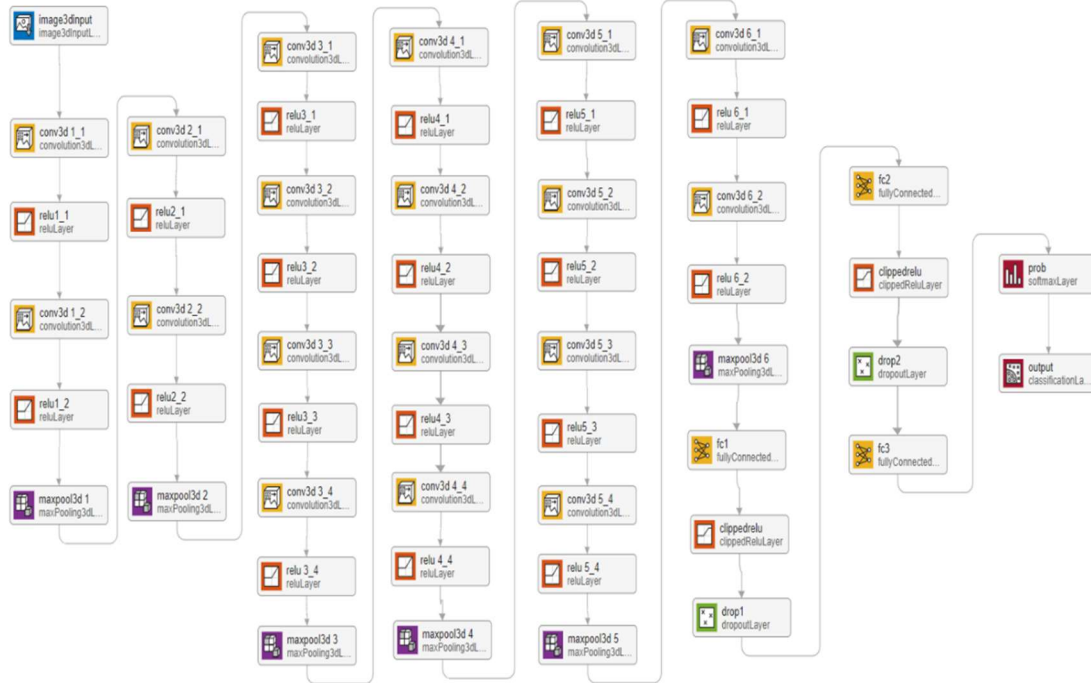 image3dinput
image3dInputL...
conv3d 1_1
convolution3dL...
relu1_1
reluLayer
conv3d 1_2
convolution3dL...
relu1_2
reluLayer
maxpool3d 1
maxPooling3dL...
conv3d 2_1
convolution3dL...
relu2_1
reluLayer
conv3d 2_2
convolution3dL...
relu2_2
reluLayer
maxpool3d 2
maxPooling3dL...
conv3d 3_1
convolution3dL...
relu3_1
reluLayer
conv3d 3_2
convolution3dL...
relu3_2
reluLayer
conv3d 3_3
convolution3dL...
relu3_3
reluLayer
conv3d 3_4
convolution3dL...
relu 3_4
reluLayer
maxpool3d 3
maxPooling3dL...
conv3d 4_1
convolution3dL...
relu4_1
reluLayer
conv3d 4_2
convolution3dL...
relu4_2
reluLayer
conv3d 4_3
convolution3dL...
relu4_3
reluLayer
conv3d 4_4
convolution3dL...
relu 4_4
reluLayer
maxpool3d 4
maxPooling3dL...
conv3d 5_1
convolution3dL...
relu5_1
reluLayer
conv3d 5_2
convolution3dL...
relu5_2
reluLayer
conv3d 5_3
convolution3dL...
relu5_3
reluLayer
conv3d 5_4
convolution3dL...
relu 5_4
reluLayer
maxpool3d 5
maxPooling3dL...
conv3d 6_1
convolution3dL...
relu 6_1
reluLayer
conv3d 6_2
convolution3dL...
relu 6_2
reluLayer
maxpool3d 6
maxPooling3dL...
fc1
fullyConnected...
clippedrelu
clippedReluLayer
drop1
dropoutLayer
fc2
fullyConnected...
clippedrelu
clippedReluLayer
drop2
dropoutLayer
fc3
fullyConnected...
prob
softmaxLayer
output
classificationLa...